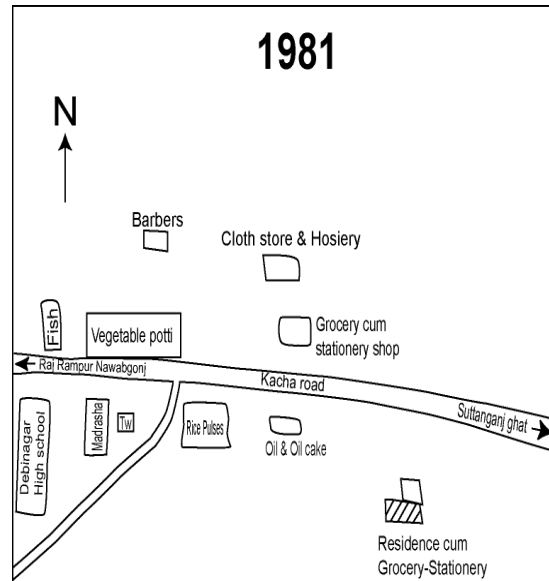 1981
N
Barbers
Cloth store & Hosiery
Fish
Vegetable potti
Grocery cum
stationery shop
Raj Rampur Nawabgonj
Kacha road
Suttanganj ghat
Debinagar
High school
Madrasha
Tw
Rice Pulses
Oil & Oil cake
Residence cum
Grocery-Stationery